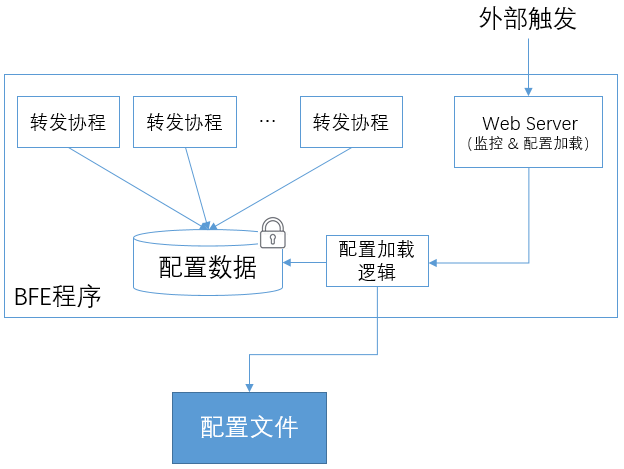 外部触发
转发协程
转发协程
…
转发协程
Web Server
(监控 & 配置加载)
配置数据
配置加载
逻辑
BFE程序
配置文件